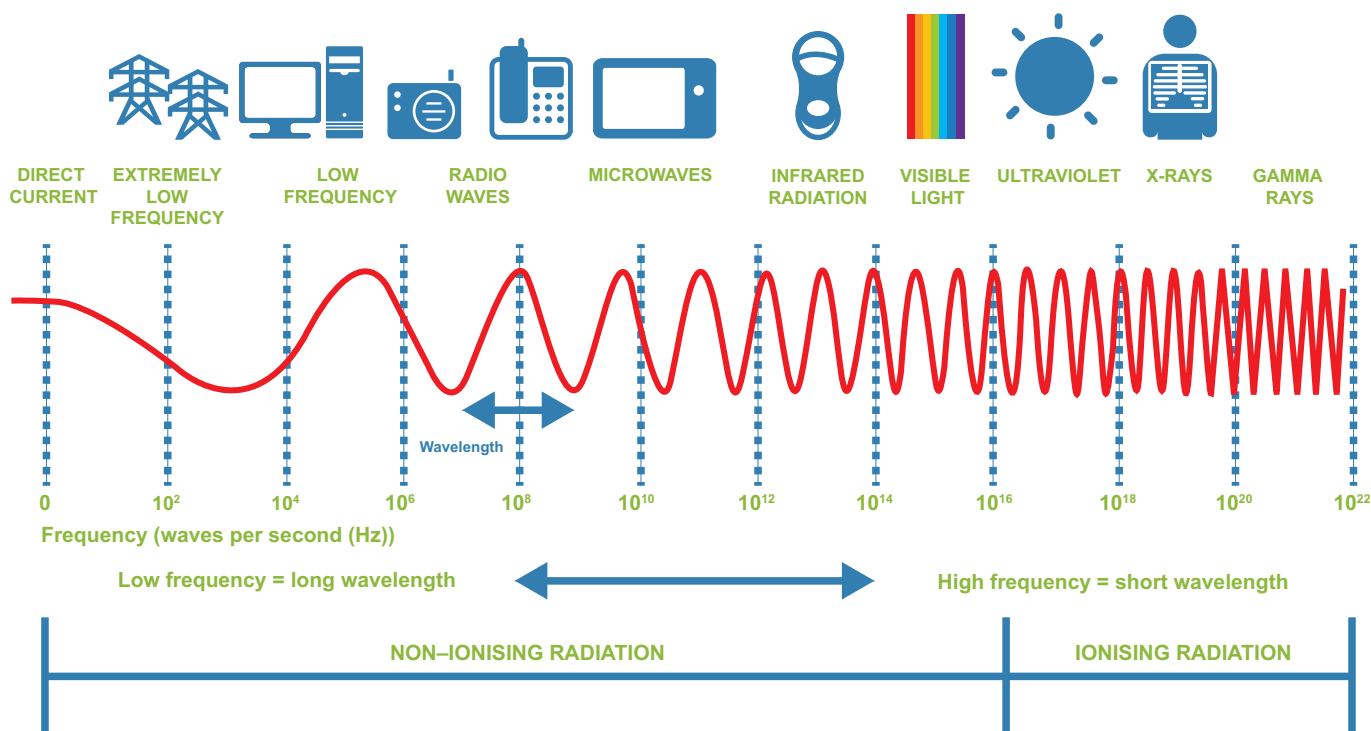 DIRECT
CURRENT
EXTREMELY
LOW
FREQUENCY
LOW
FREQUENCY
RADIO
WAVES
MICROWAVES
INFRARED
RADIATION
VISIBLE
LIGHT
ULTRAVIOLET
X-RAYS
GAMMA
RAYS
Wavelength
0 10² 10⁴ 10⁶ 10⁸ 10¹⁰ 10¹² 10¹⁴ 10¹⁶ 10¹⁸ 10²⁰ 10²²
Frequency (waves per second (Hz))
Low frequency = long wavelength
High frequency = short wavelength
NON–IONISING RADIATION
IONISING RADIATION